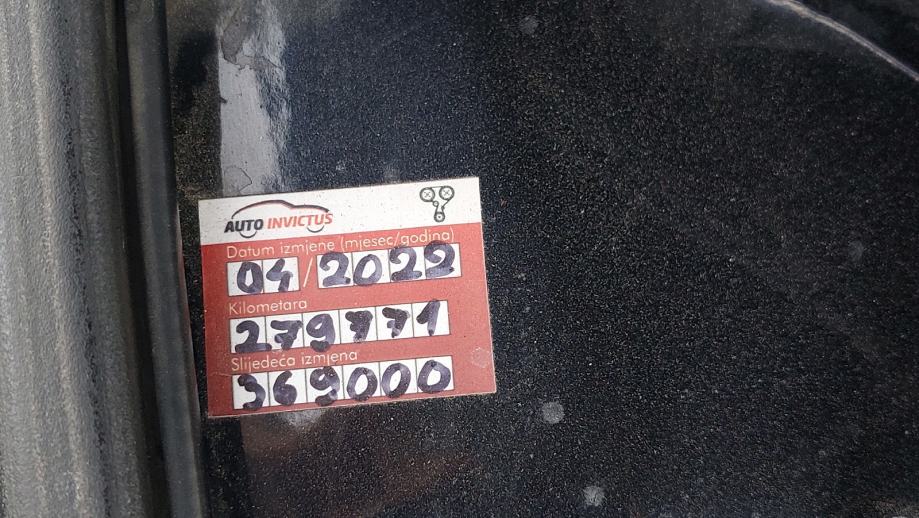 AUTO INVICTUS
Datum izmjene (mjesec/godina)
04/2022
Kilometara
279771
Slijedeća izmjena
369000